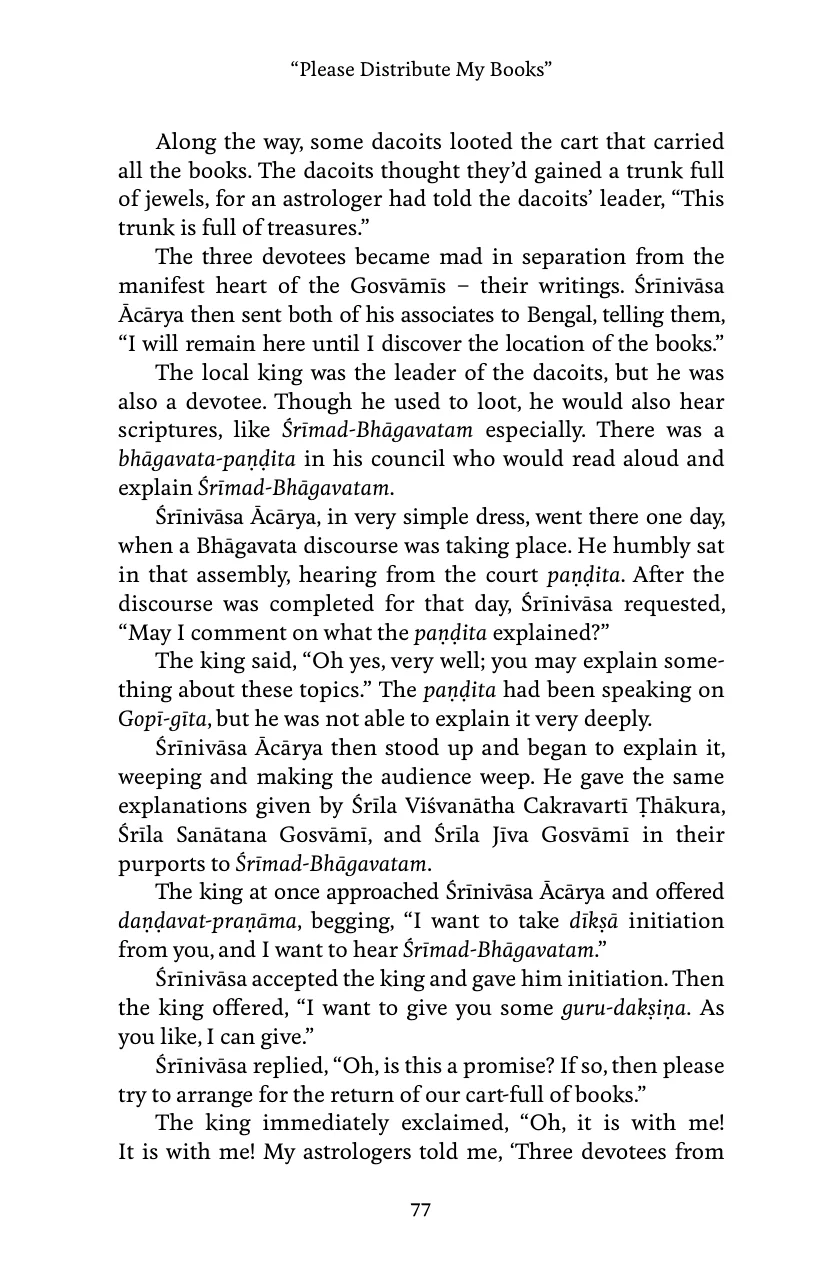 “Please Distribute My Books”
Along the way, some dacoits looted the cart that carried
all the books. The dacoits thought they’d gained a trunk full
of jewels, for an astrologer had told the dacoits’ leader, “This
trunk is full of treasures.”
The three devotees became mad in separation from the
manifest heart of the Gosvāmīs – their writings. Śrīnivāsa
Ācārya then sent both of his associates to Bengal, telling them,
“I will remain here until I discover the location of the books.”
The local king was the leader of the dacoits, but he was
also a devotee. Though he used to loot, he would also hear
scriptures, like Śrīmad-Bhāgavatam especially. There was a
bhāgavata-paṇḍita in his council who would read aloud and
explain Śrīmad-Bhāgavatam.
Śrīnivāsa Ācārya, in very simple dress, went there one day,
when a Bhāgavata discourse was taking place. He humbly sat
in that assembly, hearing from the court paṇḍita. After the
discourse was completed for that day, Śrīnivāsa requested,
“May I comment on what the paṇḍita explained?”
The king said, “Oh yes, very well; you may explain some-
thing about these topics.” The paṇḍita had been speaking on
Gopī-gīta, but he was not able to explain it very deeply.
Śrīnivāsa Ācārya then stood up and began to explain it,
weeping and making the audience weep. He gave the same
explanations given by Śrīla Viśvanātha Cakravartī Ṭhākura,
Śrīla Sanātana Gosvāmī, and Śrīla Jīva Gosvāmī in their
purports to Śrīmad-Bhāgavatam.
The king at once approached Śrīnivāsa Ācārya and offered
daṇḍavat-praṇāma, begging, “I want to take dīkṣā initiation
from you, and I want to hear Śrīmad-Bhāgavatam.”
Śrīnivāsa accepted the king and gave him initiation. Then
the king offered, “I want to give you some guru-dakṣiṇa. As
you like, I can give.”
Śrīnivāsa replied, “Oh, is this a promise? If so, then please
try to arrange for the return of our cart-full of books.”
The king immediately exclaimed, “Oh, it is with me!
It is with me! My astrologers told me, ‘Three devotees from
77